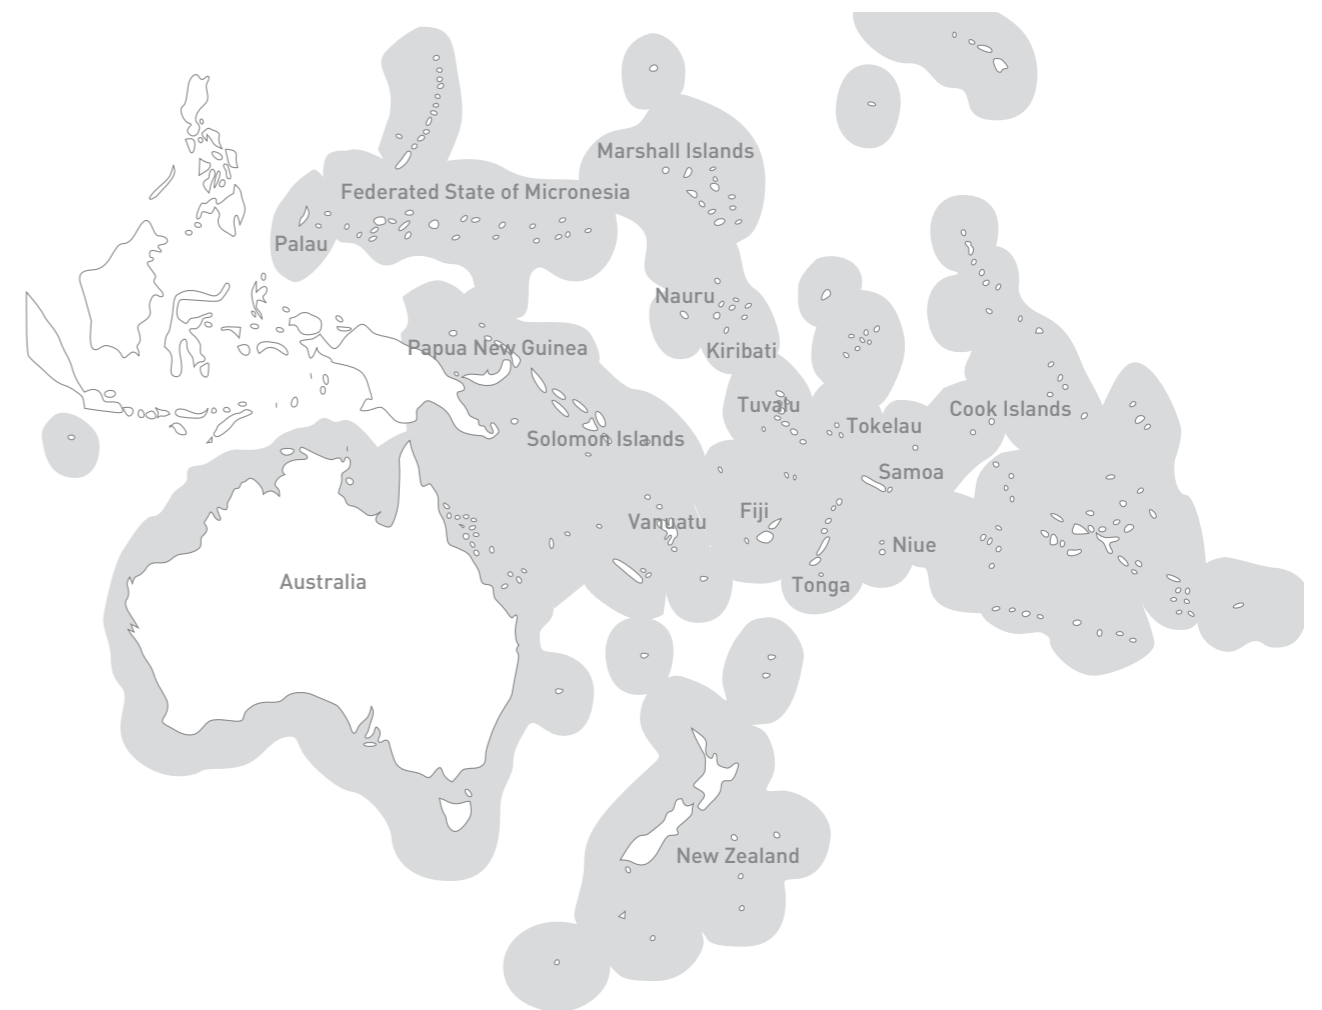 Marshall Islands
Federated State of Micronesia
Palau
Nauru
Papua New Guinea
Kiribati
Tuvalu
Cook Islands
Tokelau
Solomon Islands
Samoa
Fiji
Vanuatu
Niue
Australia
Tonga
New Zealand